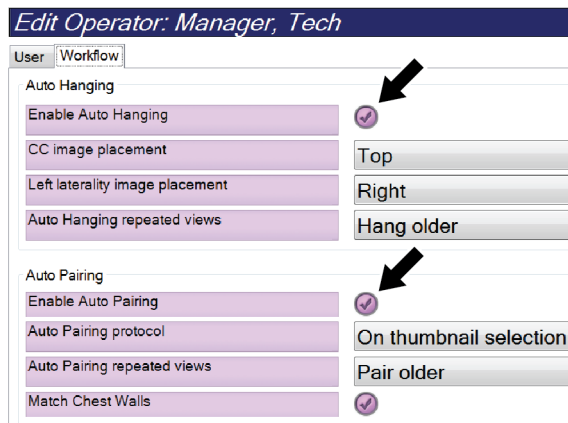 Edit Operator: Manager, Tech
User Workflow
Auto Hanging
Enable Auto Hanging
CC image placement Top
Left laterality image placement Right
Auto Hanging repeated views Hang older
Auto Pairing
Enable Auto Pairing
Auto Pairing protocol On thumbnail selection
Auto Pairing repeated views Pair older
Match Chest Walls